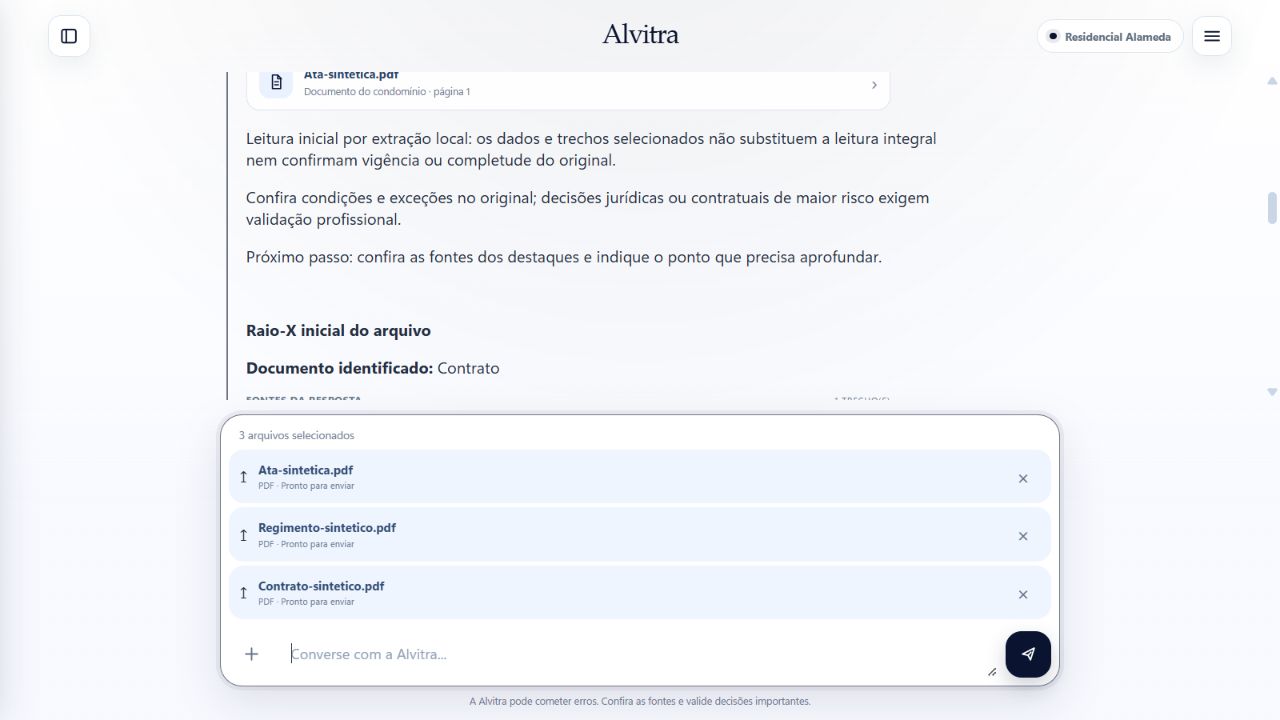 Alvitra
Residencial Alameda
Ata-sintetica.pdf
Documento do condomínio · página 1
Leitura inicial por extração local: os dados e trechos selecionados não substituem a leitura integral
nem confirmam vigência ou completude do original.
Confira condições e exceções no original; decisões jurídicas ou contratuais de maior risco exigem
validação profissional.
Próximo passo: confira as fontes dos destaques e indique o ponto que precisa aprofundar.
Raio-X inicial do arquivo
Documento identificado: Contrato
FONTES DA RESPOSTA 1 TRECHO(S)
3 arquivos selecionados
Ata-sintetica.pdf
PDF · Pronto para enviar
Regimento-sintetico.pdf
PDF · Pronto para enviar
Contrato-sintetico.pdf
PDF · Pronto para enviar
Converse com a Alvitra...
A Alvitra pode cometer erros. Confira as fontes e valide decisões importantes.